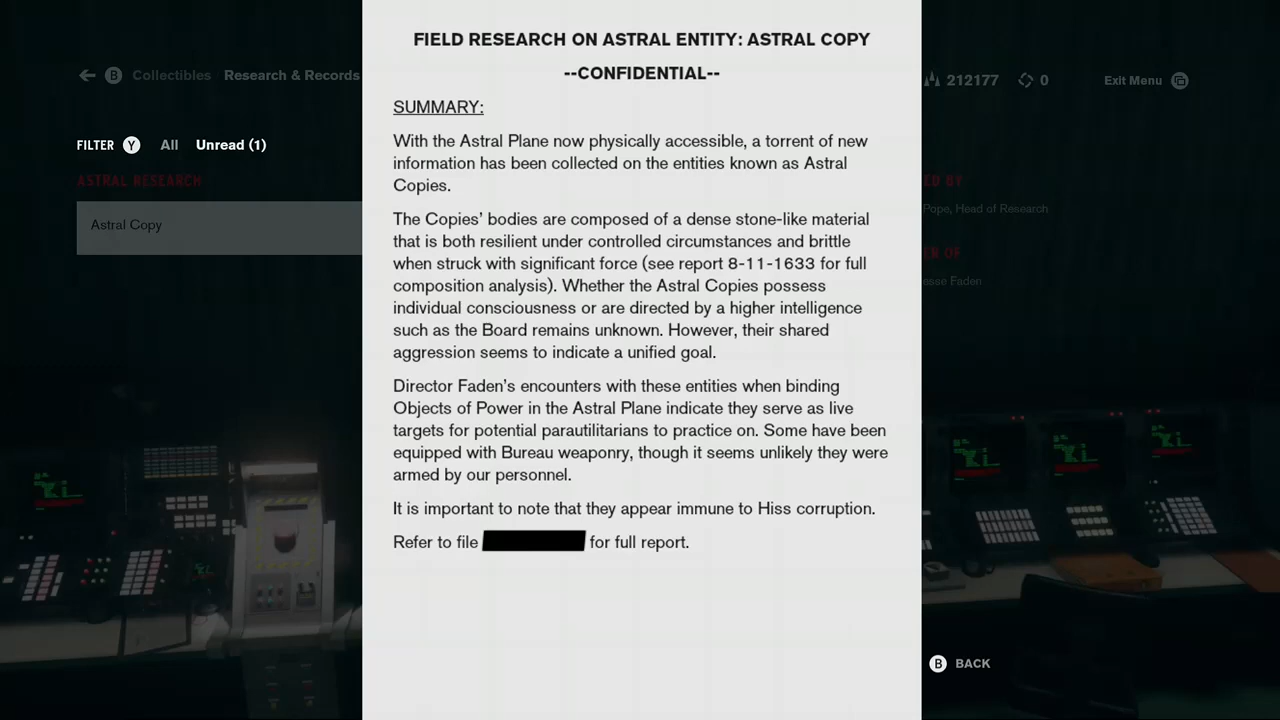 FIELD RESEARCH ON ASTRAL ENTITY: ASTRAL COPY
--CONFIDENTIAL--
B Collectibles Research & Records
212177 0 Exit Menu
SUMMARY:
With the Astral Plane now physically accessible, a torrent of new
information has been collected on the entities known as Astral
Copies.
FILTER Y All Unread (1)
ASTRAL RESEARCH
Astral Copy
ED BY
Pope, Head of Research
ER OF
esse Faden
The Copies' bodies are composed of a dense stone-like material
that is both resilient under controlled circumstances and brittle
when struck with significant force (see report 8-11-1633 for full
composition analysis). Whether the Astral Copies possess
individual consciousness or are directed by a higher intelligence
such as the Board remains unknown. However, their shared
aggression seems to indicate a unified goal.
Director Faden's encounters with these entities when binding
Objects of Power in the Astral Plane indicate they serve as live
targets for potential parautilitarians to practice on. Some have been
equipped with Bureau weaponry, though it seems unlikely they were
armed by our personnel.
It is important to note that they appear immune to Hiss corruption.
Refer to file for full report.
B BACK